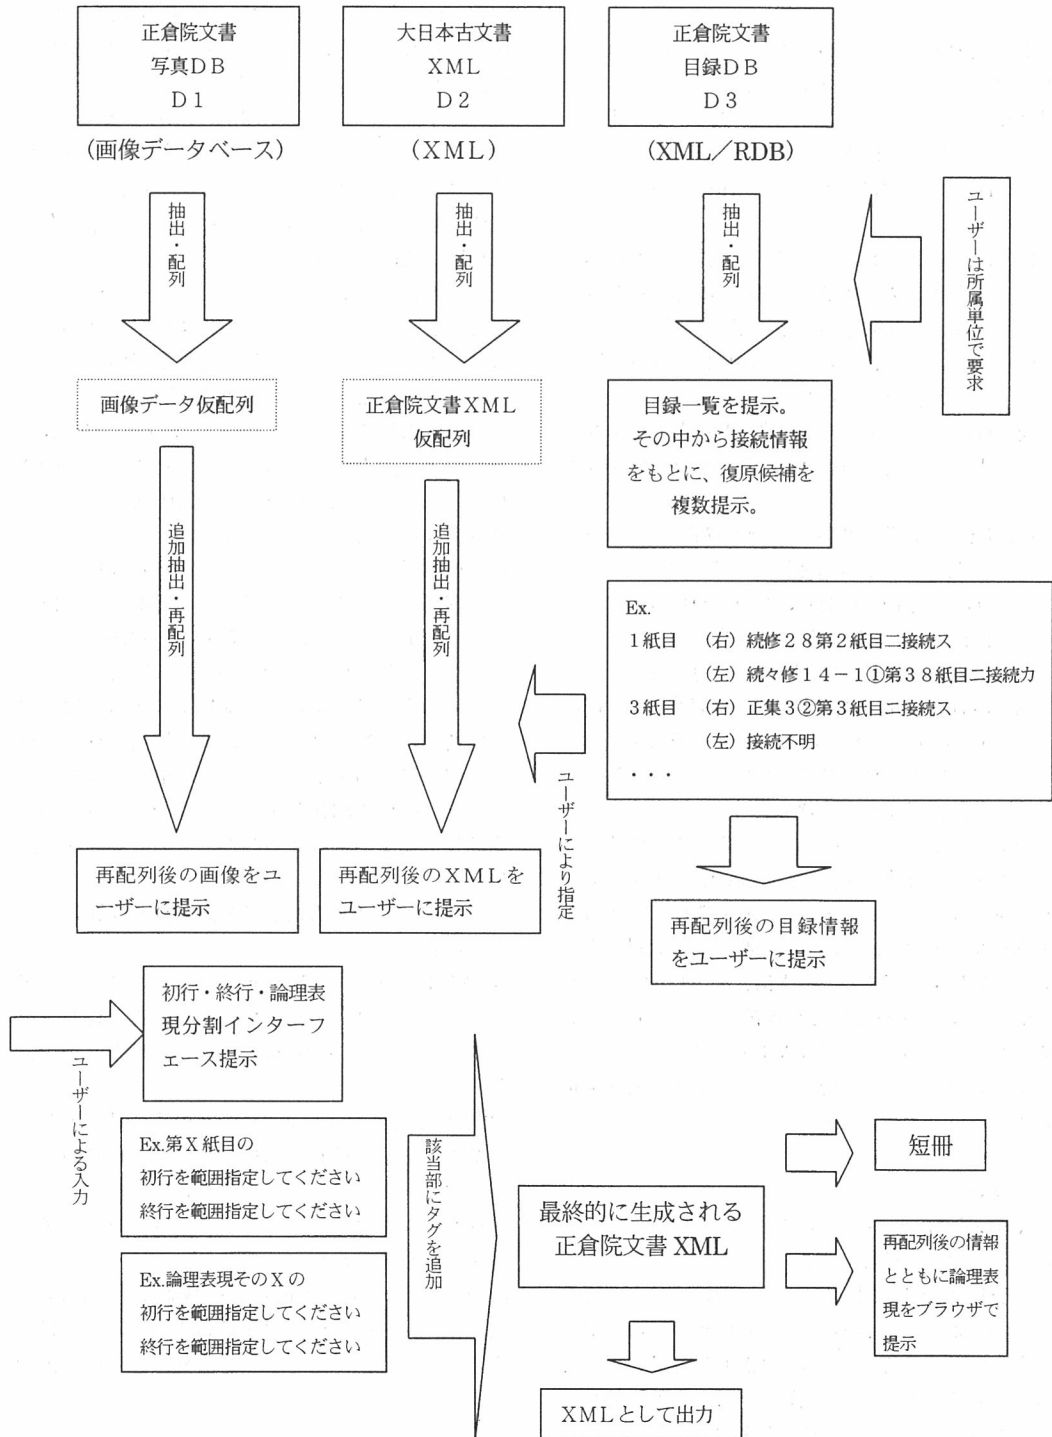 正倉院文書
写真ＤＢ
Ｄ１
(画像データベース)
大日本古文書
ＸＭＬ
Ｄ２
(ＸＭＬ)
正倉院文書
目録ＤＢ
Ｄ３
(XML／RDB)
抽出・配列
抽出・配列
抽出・配列
ユーザーは所属単位で要求
画像データ仮配列
正倉院文書ＸＭＬ
仮配列
目録一覧を提示。
その中から接続情報
をもとに、復原候補を
複数提示。
追加抽出・再配列
追加抽出・再配列
Ex.
１紙目 （右）続修２８第２紙目ニ接続ス
（左）続々修１４－１①第３８紙目ニ接続カ
３紙目 （右）正集３②第３紙目ニ接続ス
（左）接続不明
・・・
ユーザーにより指定
再配列後の画像をユ
ーザーに提示
再配列後のＸＭＬを
ユーザーに提示
再配列後の目録情報
をユーザーに提示
初行・終行・論理表
現分割インターフ
ェース提示
ユーザーによる入力
Ex.第Ｘ紙目の
初行を範囲指定してください
終行を範囲指定してください
Ex.論理表現そのＸの
初行を範囲指定してください
終行を範囲指定してください
該当部にタグを追加
最終的に生成される
正倉院文書 XML
短冊
再配列後の情報
とともに論理表
現をブラウザで
提示
ＸＭＬとして出力